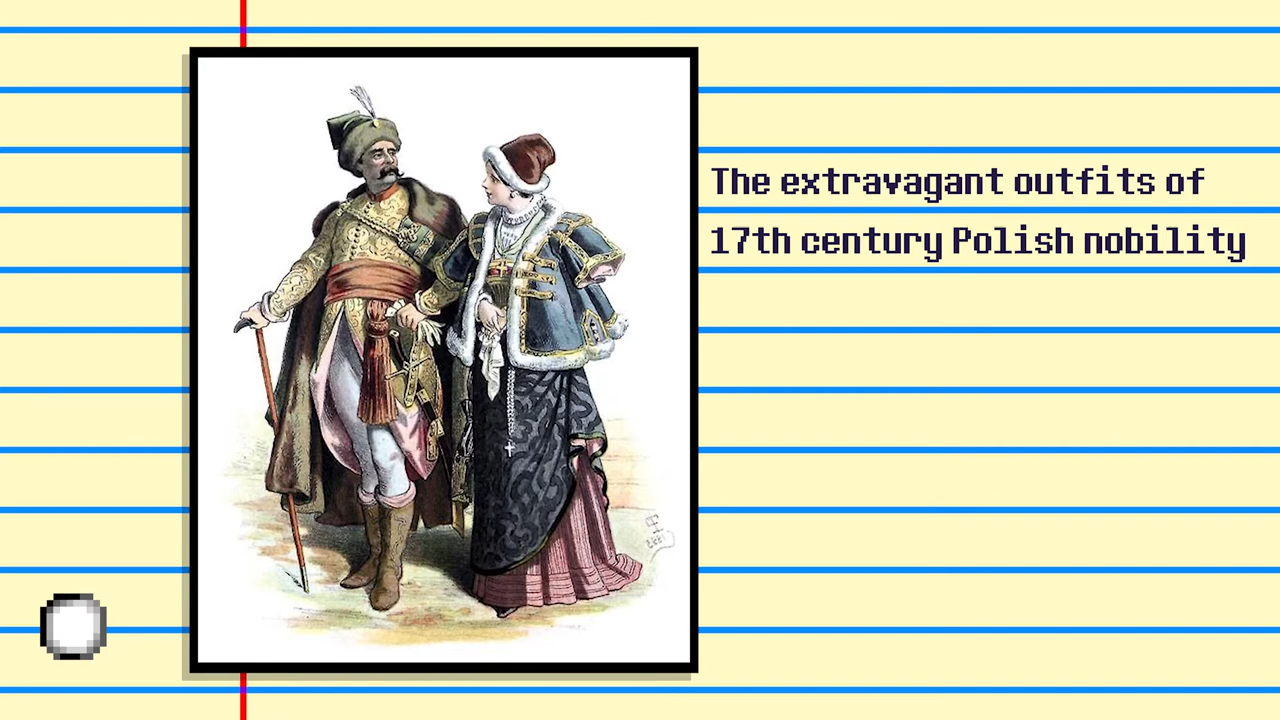 The extravagant outfits of
17th century Polish nobility